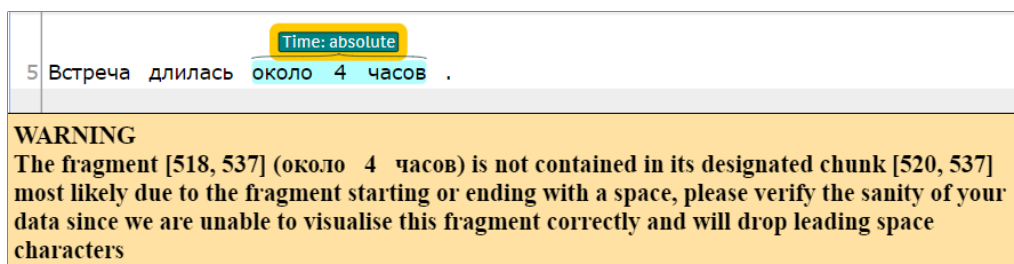 Time: absolute
5 Встреча длилась около 4 часов .
WARNING
The fragment [518, 537] (около 4 часов) is not contained in its designated chunk [520, 537]
most likely due to the fragment starting or ending with a space, please verify the sanity of your
data since we are unable to visualise this fragment correctly and will drop leading space
characters